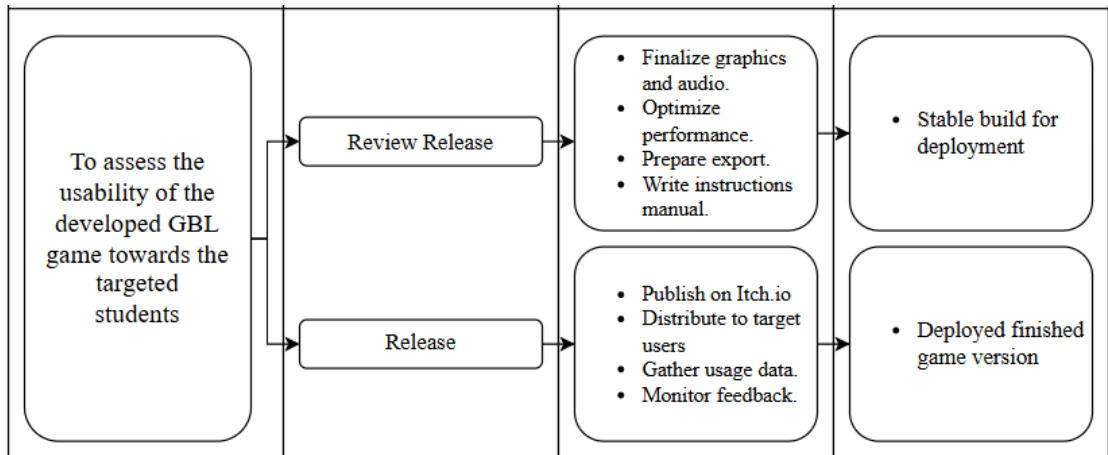 To assess the
usability of the
developed GBL
game towards the
targeted
students
Review Release
• Finalize graphics
and audio.
• Optimize
performance.
• Prepare export.
• Write instructions
manual.
• Stable build for
deployment
Release
• Publish on Itch.io
• Distribute to target
users
• Gather usage data.
• Monitor feedback.
• Deployed finished
game version